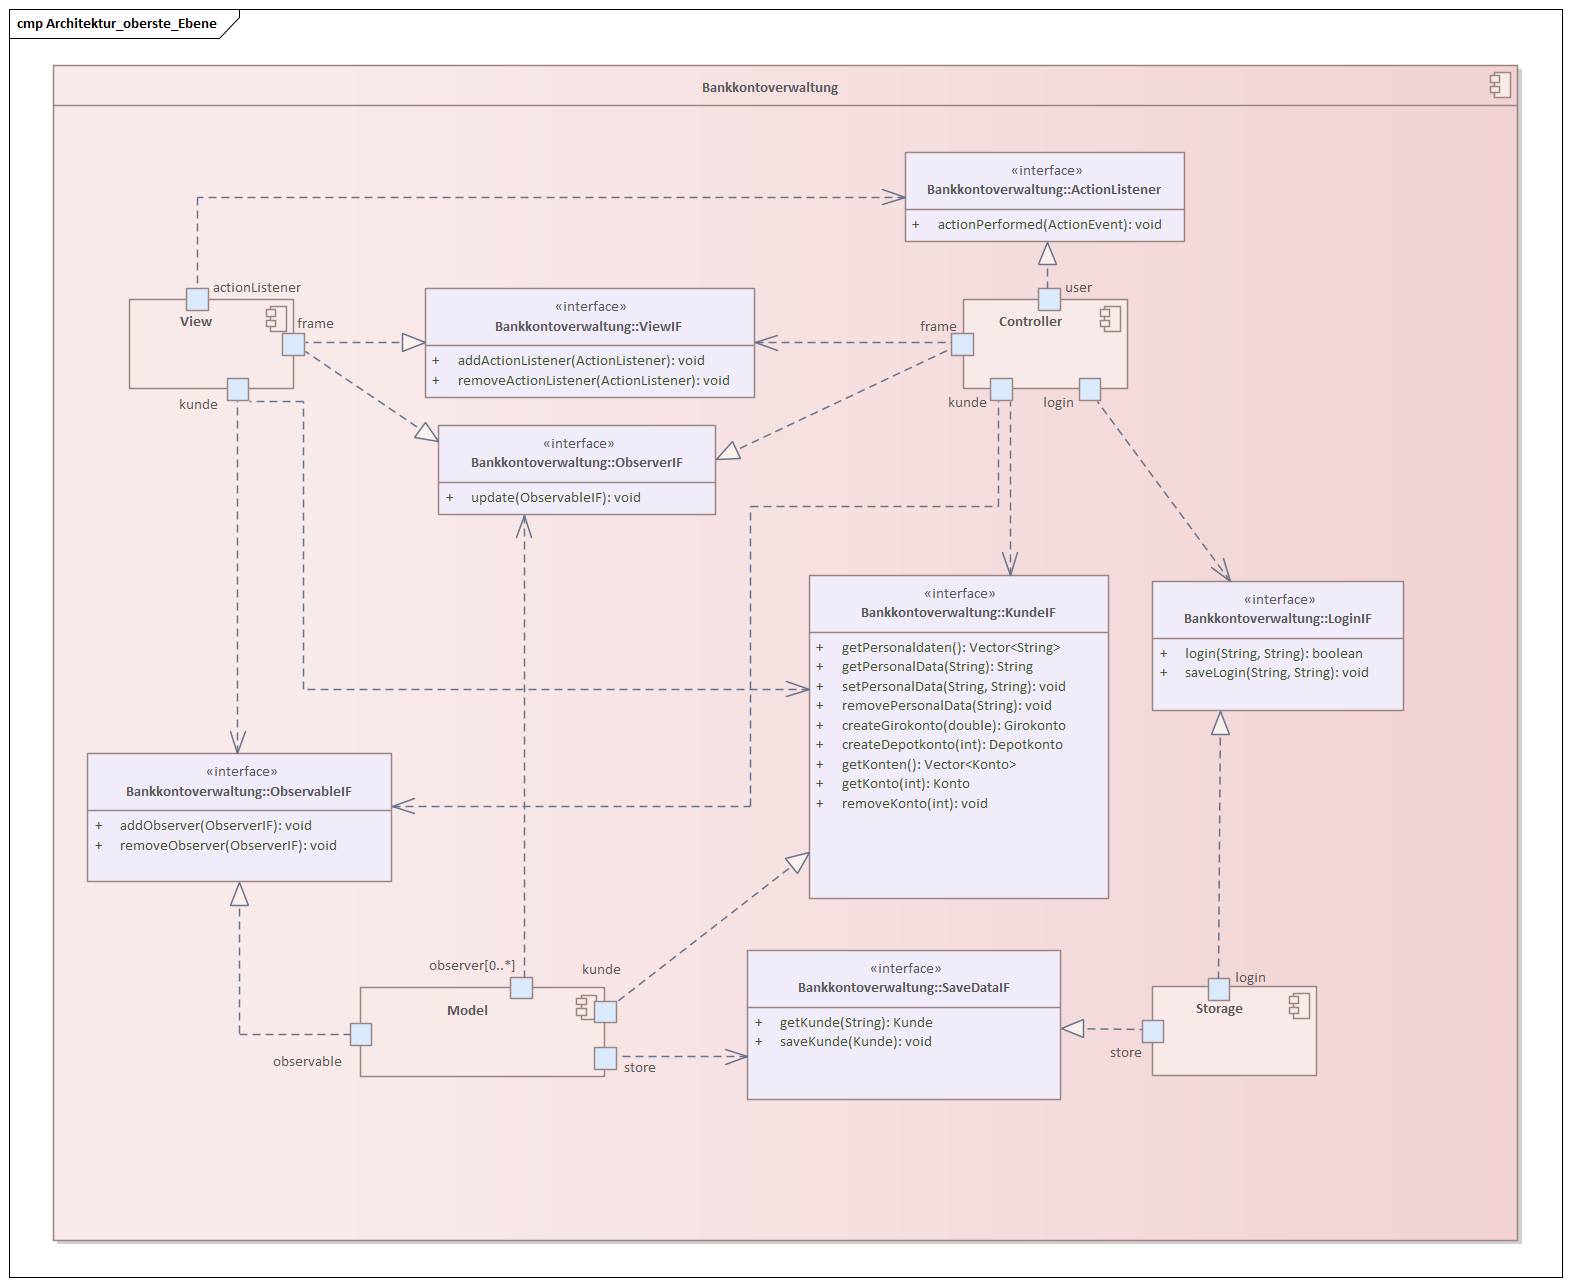 cmp Architektur_oberste_Ebene
Bankkontoverwaltung
«interface»
Bankkontoverwaltung::ActionListener
+ actionPerformed(ActionEvent): void
actionListener
View
frame
kunde
«interface»
Bankkontoverwaltung::ViewIF
+ addActionListener(ActionListener): void
+ removeActionListener(ActionListener): void
user
Controller
frame
kunde
login
«interface»
Bankkontoverwaltung::ObserverIF
+ update(ObservableIF): void
«interface»
Bankkontoverwaltung::KundeIF
+ getPersonaldaten(): Vector<String>
+ getPersonalData(String): String
+ setPersonalData(String, String): void
+ removePersonalData(String): void
+ createGirokonto(double): Girokonto
+ createDepotkonto(int): Depotkonto
+ getKonten(): Vector<Konto>
+ getKonto(int): Konto
+ removeKonto(int): void
«interface»
Bankkontoverwaltung::LoginIF
+ login(String, String): boolean
+ saveLogin(String, String): void
«interface»
Bankkontoverwaltung::ObservableIF
+ addObserver(ObserverIF): void
+ removeObserver(ObserverIF): void
observer[0..*]
kunde
Model
observable
store
«interface»
Bankkontoverwaltung::SaveDataIF
+ getKunde(String): Kunde
+ saveKunde(Kunde): void
login
Storage
store